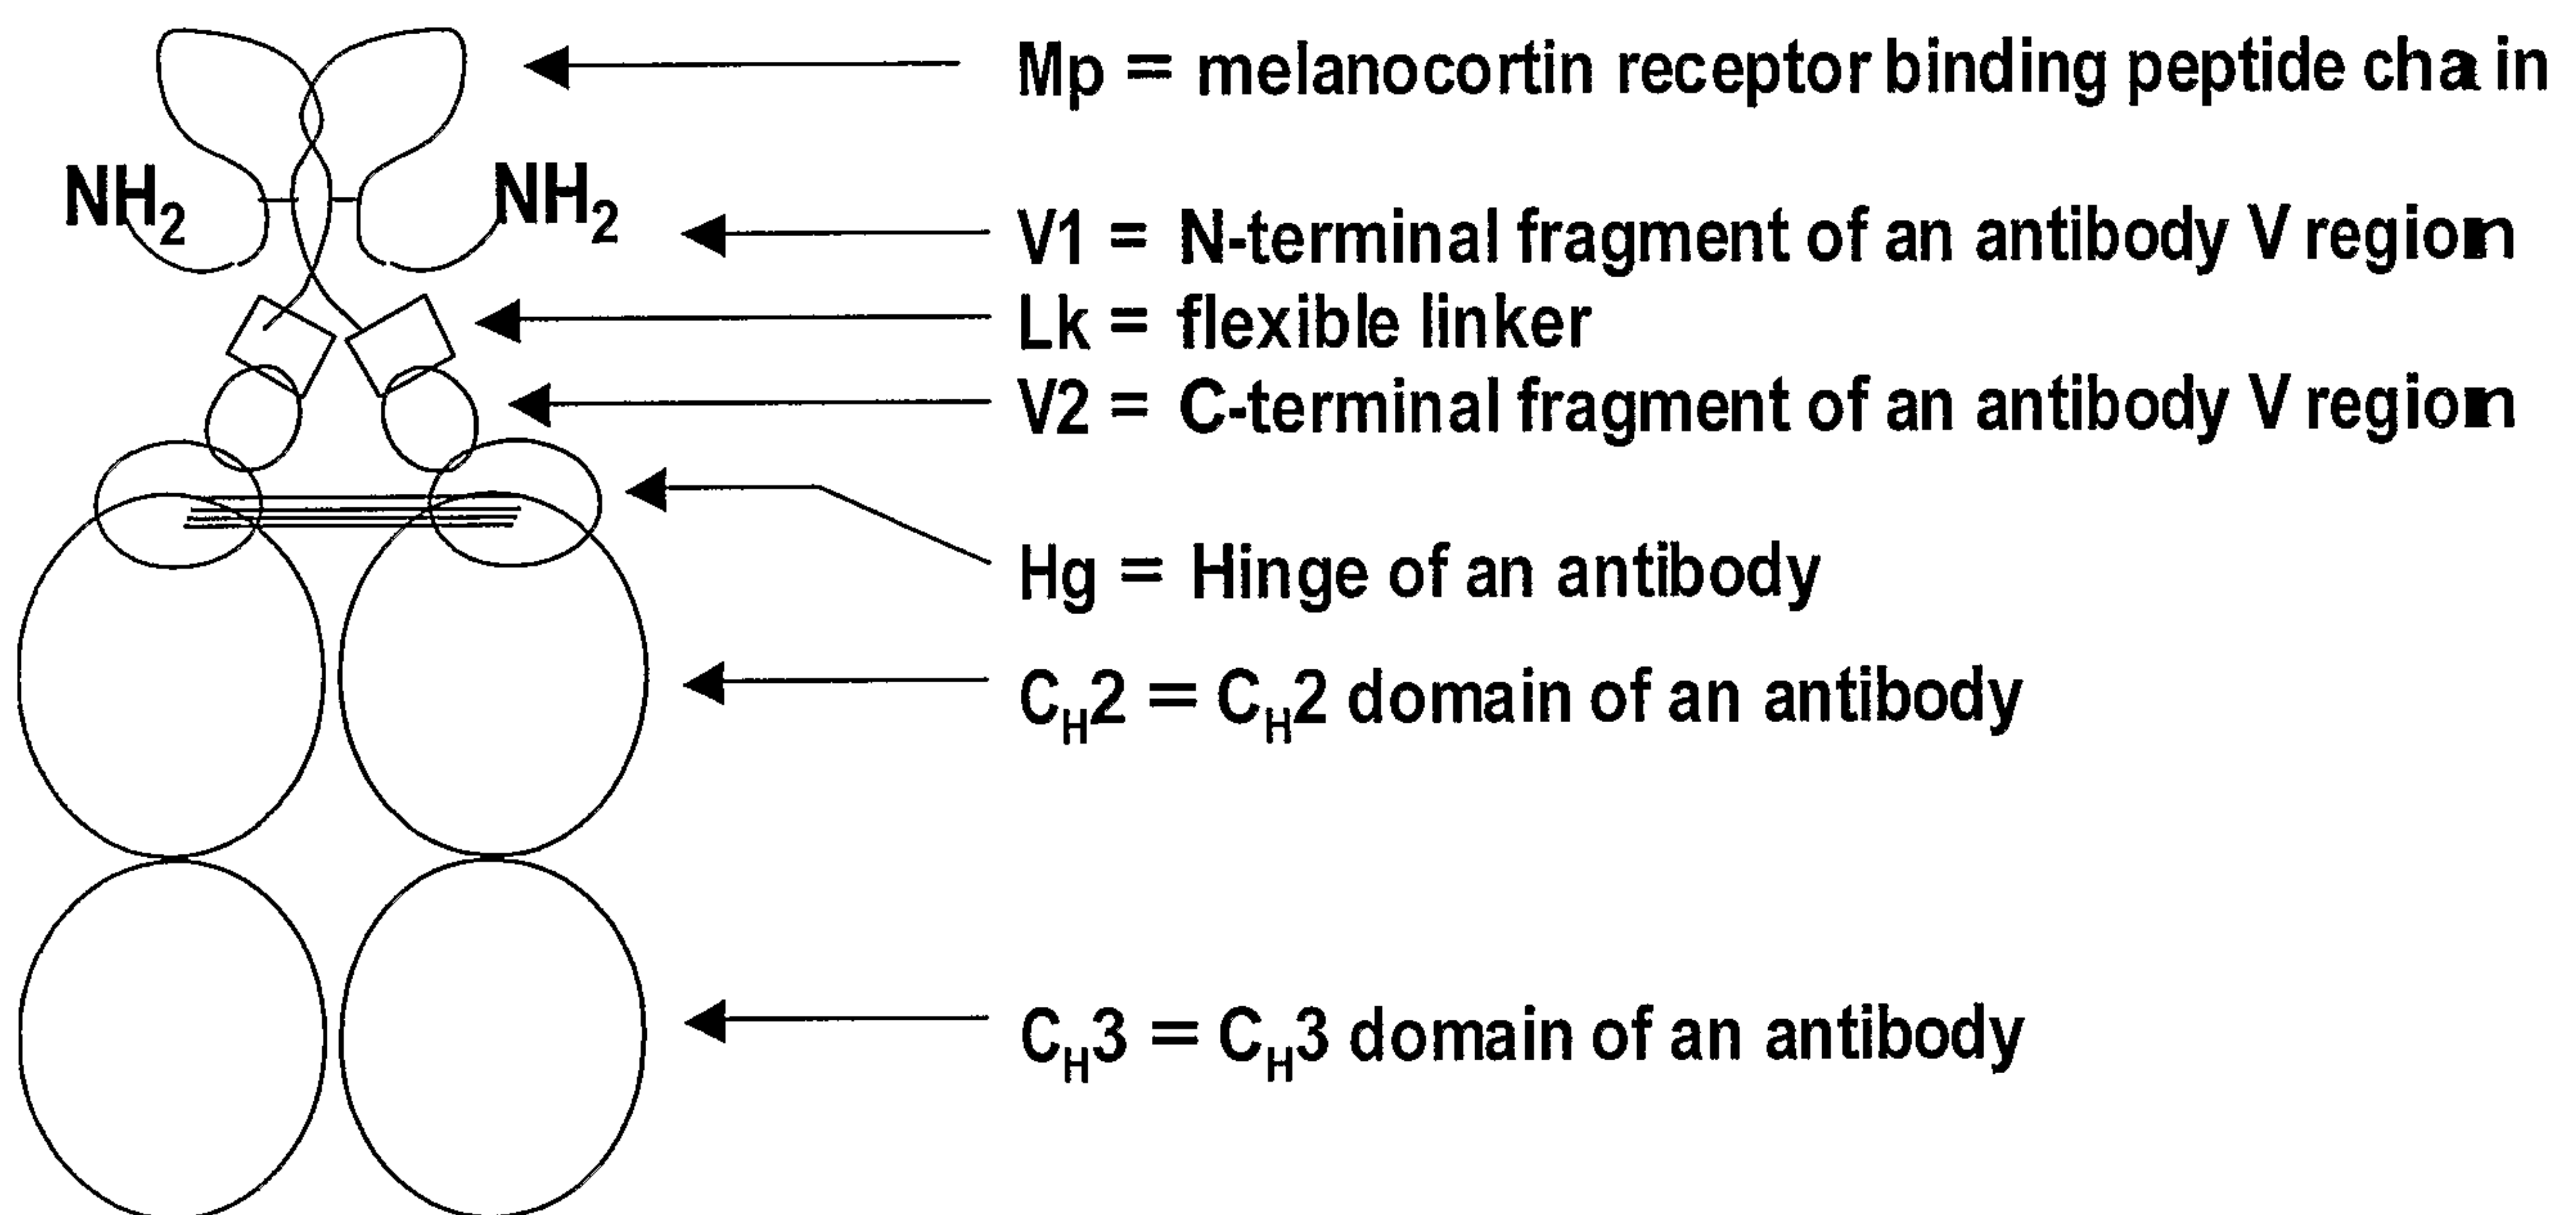 Mp = melanocortin receptor binding peptide chain
NH2 NH2
V1 = N-terminal fragment of an antibody V region
Lk = flexible linker
V2 = C-terminal fragment of an antibody V region
Hg = Hinge of an antibody
CH2 = CH2 domain of an antibody
CH3 = CH3 domain of an antibody